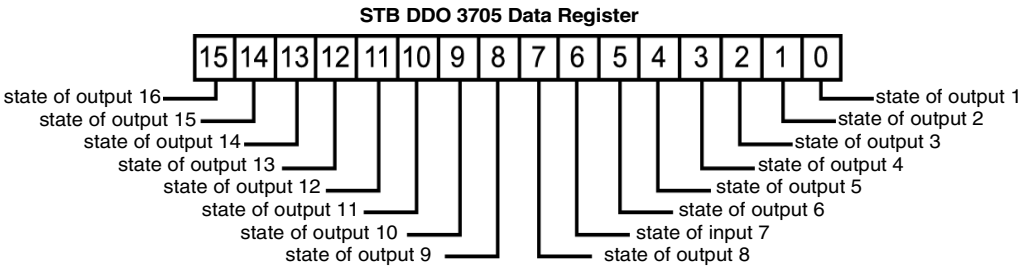 STB DDO 3705 Data Register
15 14 13 12 11 10 9 8 7 6 5 4 3 2 1 0
state of output 16
state of output 15
state of output 14
state of output 13
state of output 12
state of output 11
state of output 10
state of output 9
state of output 1
state of output 2
state of output 3
state of output 4
state of output 5
state of output 6
state of input 7
state of output 8